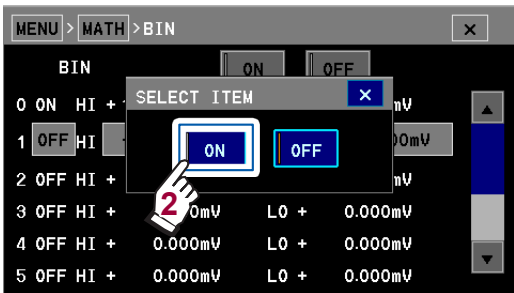 MENU > MATH >BIN ×
BIN ON OFF
SELECT ITEM ×
ON OFF
2
0 ON HI + mV
1 OFF HI 0mV
2 OFF HI + mV
3 OFF HI + 0mV LO + 0.000mV
4 OFF HI + 0.000mV LO + 0.000mV
5 OFF HI + 0.000mV LO + 0.000mV